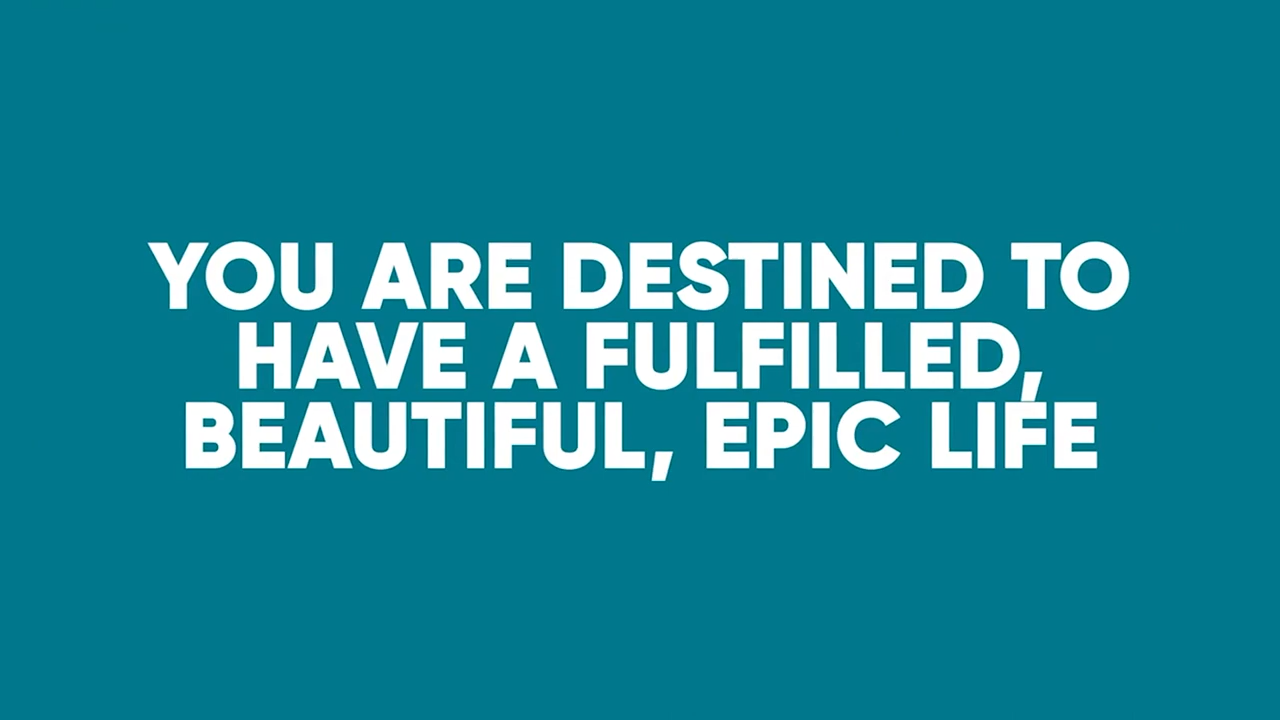 YOU ARE DESTINED TO
HAVE A FULFILLED,
BEAUTIFUL, EPIC LIFE